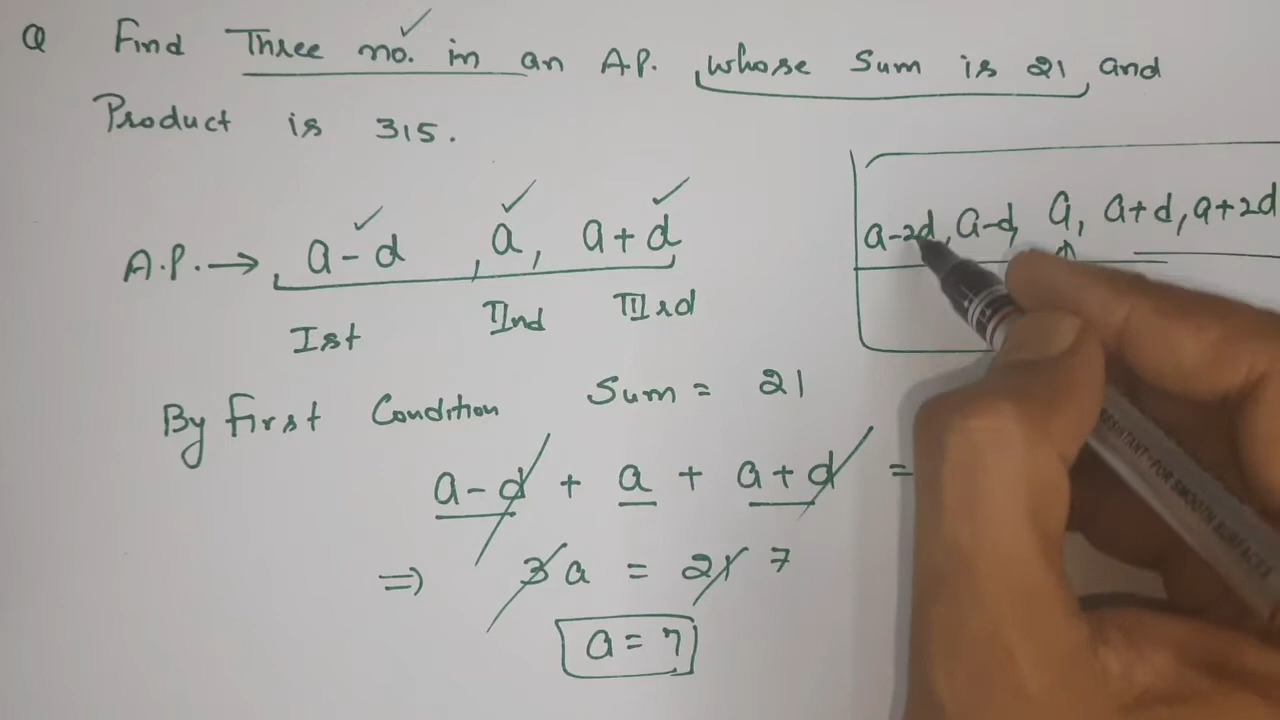 Q Find Three no. in an A.P. whose Sum is 21 and
Product is 315.
a-2d, a-d, a, a+d, a+2d
A.P. → a-d, a, a+d
Ist IInd IIIrd
By first Condition Sum = 21
a-d + a + a+d =
⇒ 3a = 21 7
a = 7